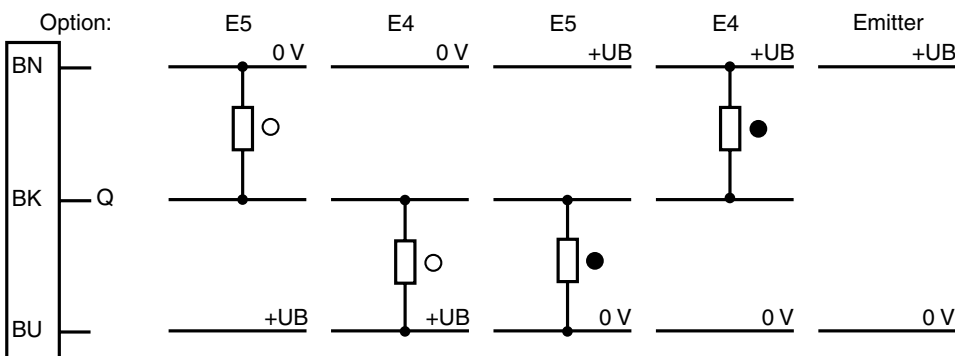 Option: E5 E4 E5 E4 Emitter
BN 0 V 0 V +UB +UB +UB
BK Q
BU +UB +UB 0 V 0 V 0 V